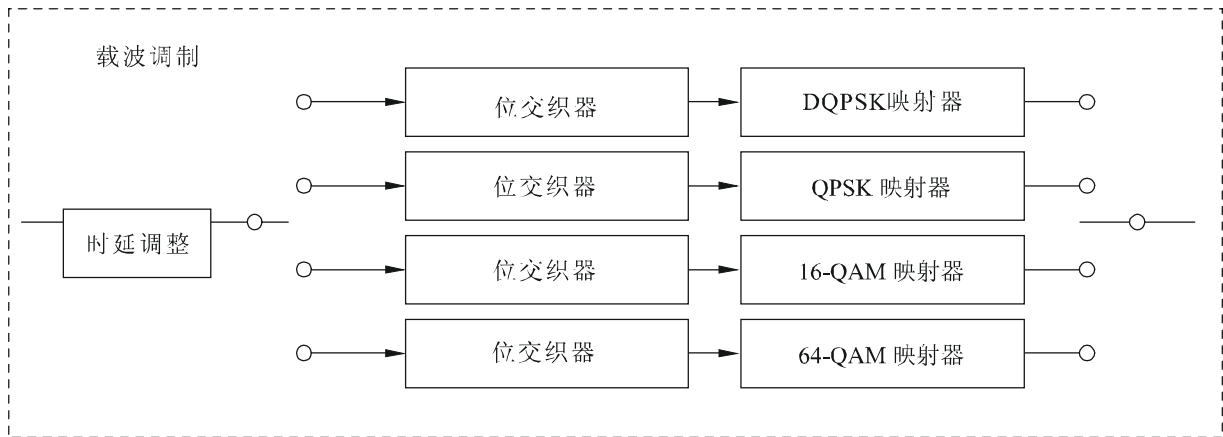 载波调制
位交织器
DQPSK映射器
位交织器
QPSK 映射器
时延调整
位交织器
16-QAM 映射器
位交织器
64-QAM 映射器